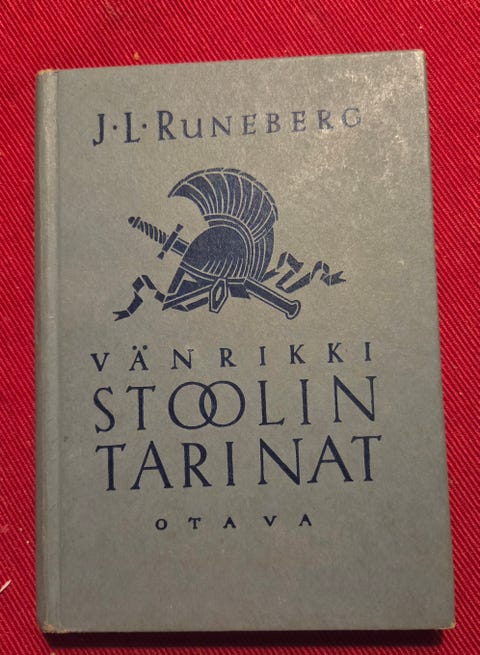 J·L·RUNEBERG
VÄNRIKKI
STOOLIN
TARINAT
OTAVA